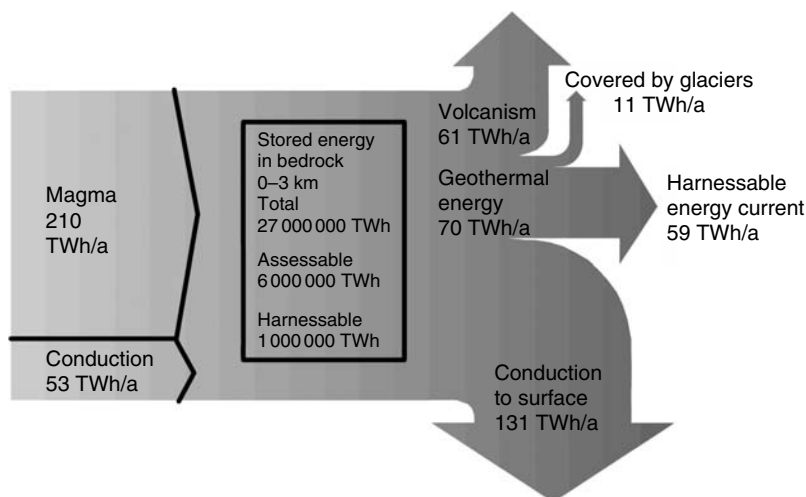 Magma
210
TWh/a
Conduction
53 TWh/a
Stored energy
in bedrock
0–3 km
Total
27 000 000 TWh
Assessable
6 000 000 TWh
Harnessable
1 000 000 TWh
Volcanism
61 TWh/a
Covered by glaciers
11 TWh/a
Geothermal
energy
70 TWh/a
Harnessable
energy current
59 TWh/a
Conduction
to surface
131 TWh/a